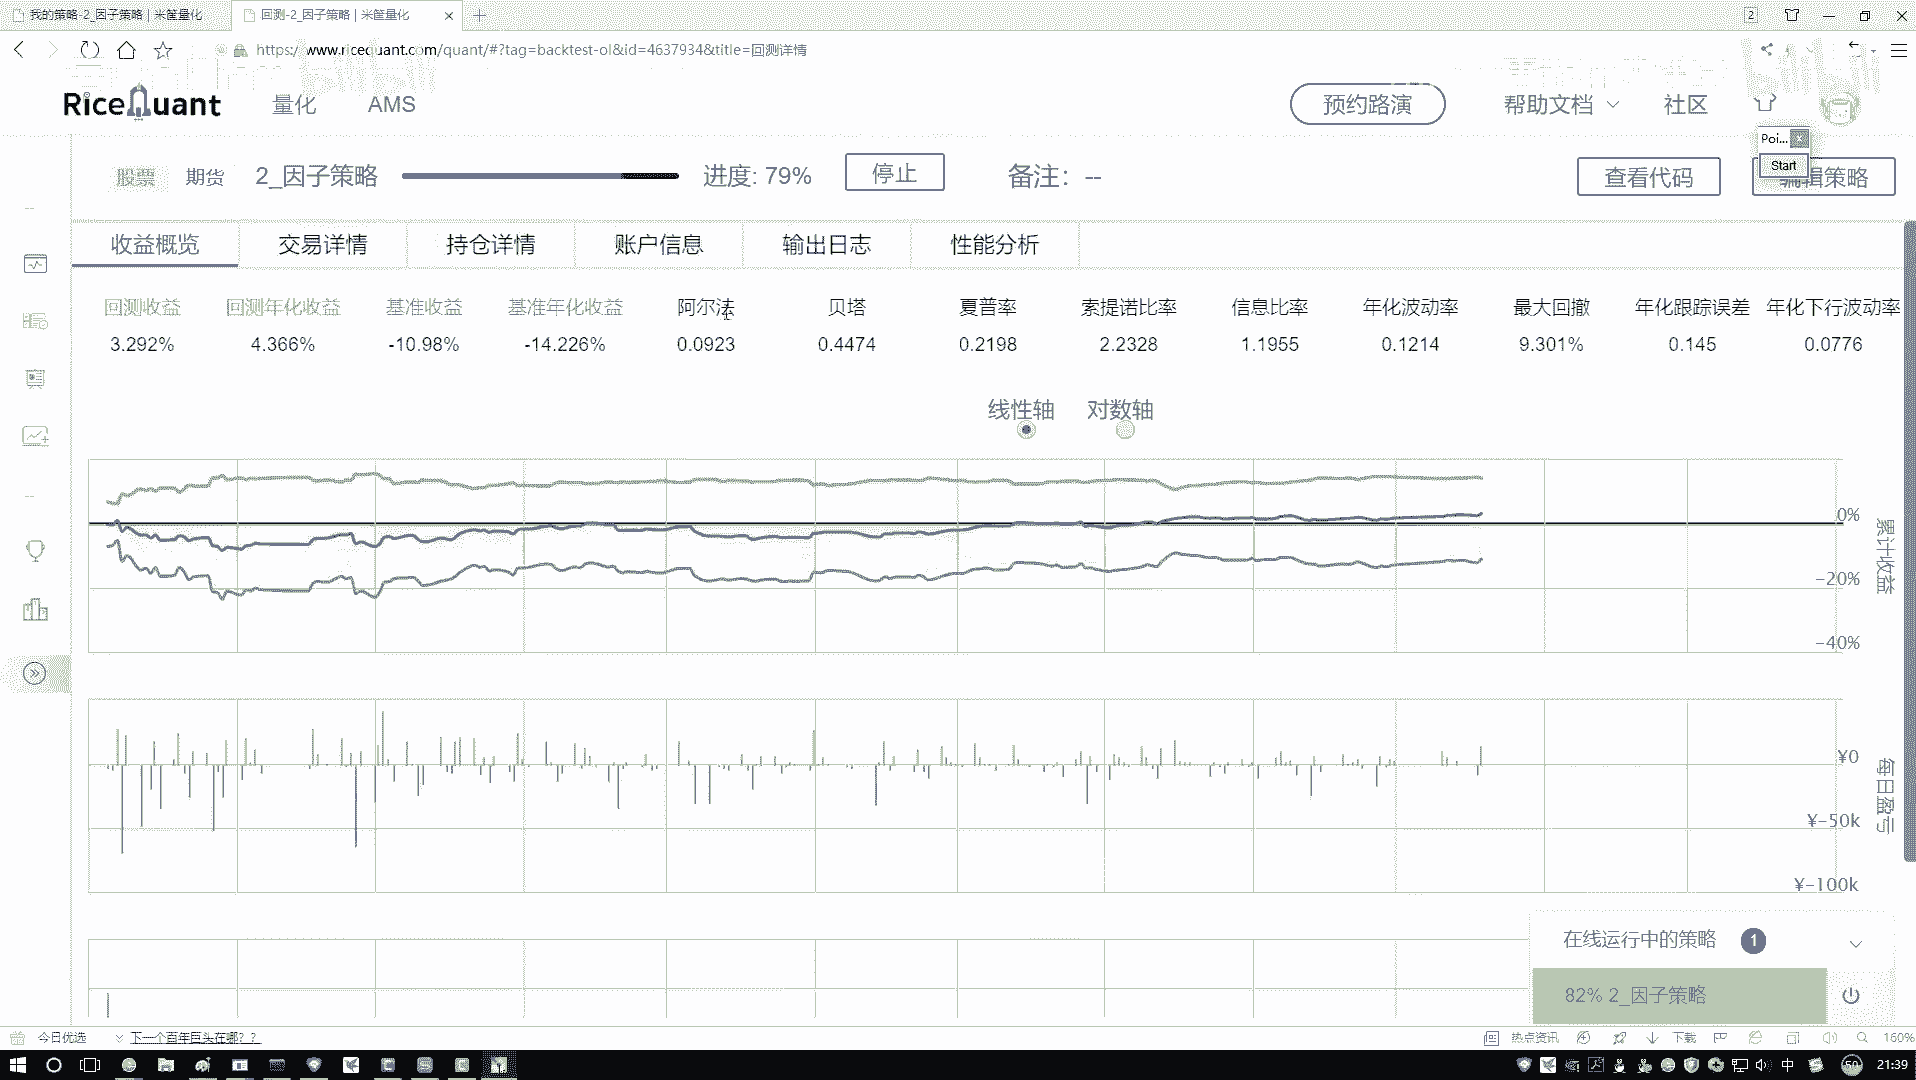 我的策略-2_因子策略 | 米筐量化
回测-2_因子策略 | 米筐量化
2
https://www.ricequant.com/quant/#?tag=backtest-ol&id=4637934&title=回测详情
RiceQuant 量化 AMS 预约路演 帮助文档 社区
Poi...
Start
股票 期货 2_因子策略 进度: 79% 停止 备注: -- 查看代码 编辑策略
收益概览 交易详情 持仓详情 账户信息 输出日志 性能分析
回测收益 回测年化收益 基准收益 基准年化收益 阿尔法 贝塔 夏普率 索提诺比率 信息比率 年化波动率 最大回撤 年化跟踪误差 年化下行波动率
3.292% 4.366% -10.98% -14.226% 0.0923 0.4474 0.2198 2.2328 1.1955 0.1214 9.301% 0.145 0.0776
线性轴 对数轴
0%
-20%
-40%
累计收益
¥0
¥-50k
¥-100k
每日盈亏
在线运行中的策略 1
82% 2_因子策略
今日优选 下一个百年巨头在哪？？ 热点资讯 下载 160%
中 50 21:39